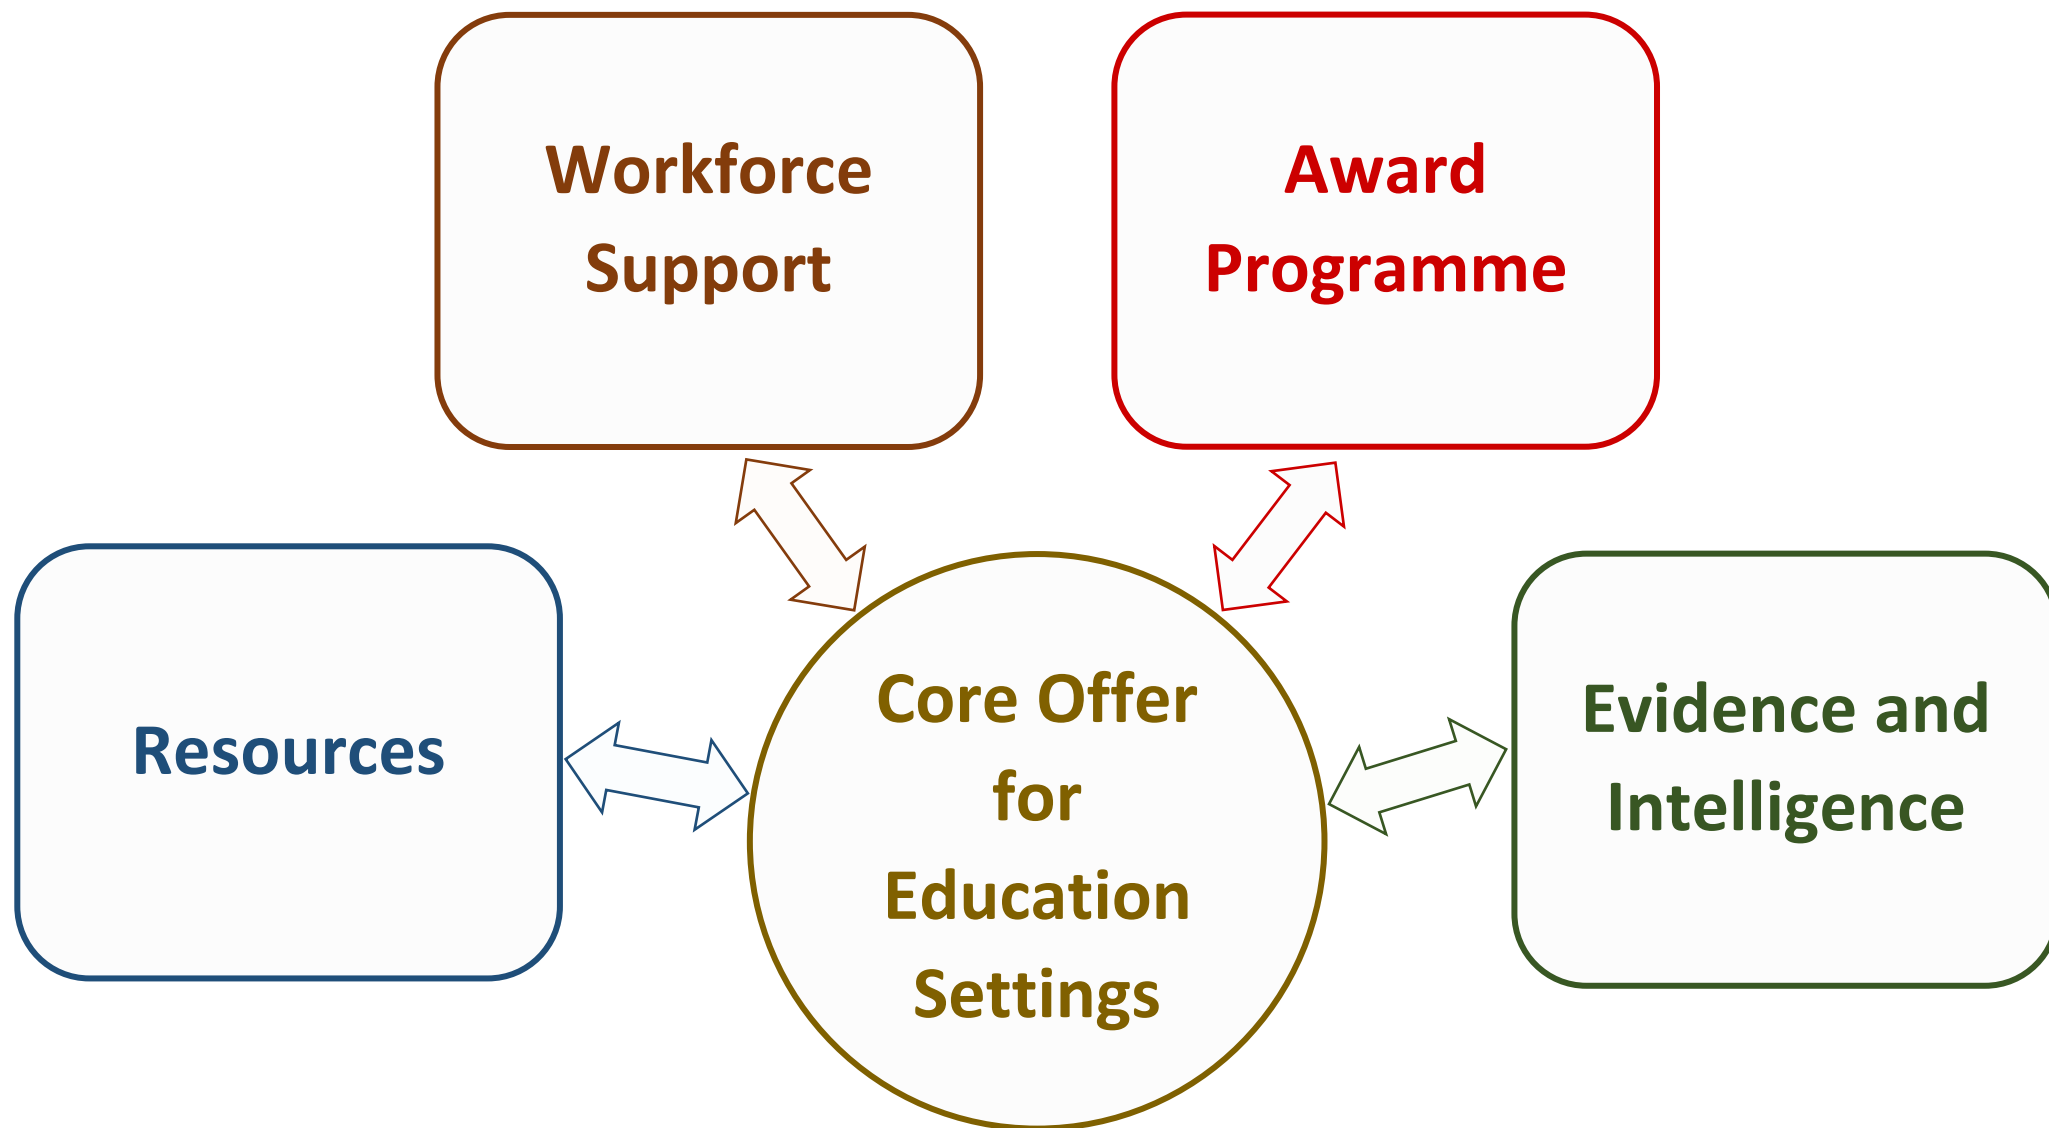 Workforce
Support
Award
Programme
Resources
Core Offer
for
Education
Settings
Evidence and
Intelligence